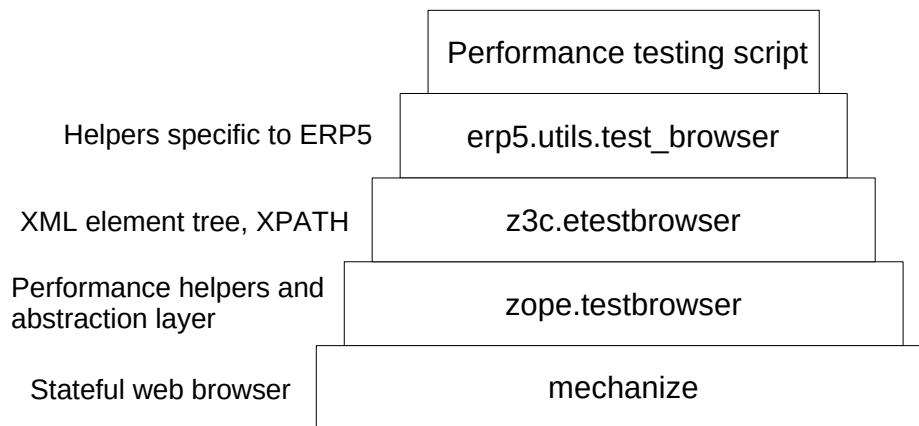 Performance testing script
Helpers specific to ERP5
erp5.utils.test_browser
XML element tree, XPATH
z3c.etestbrowser
Performance helpers and
abstraction layer
zope.testbrowser
Stateful web browser
mechanize